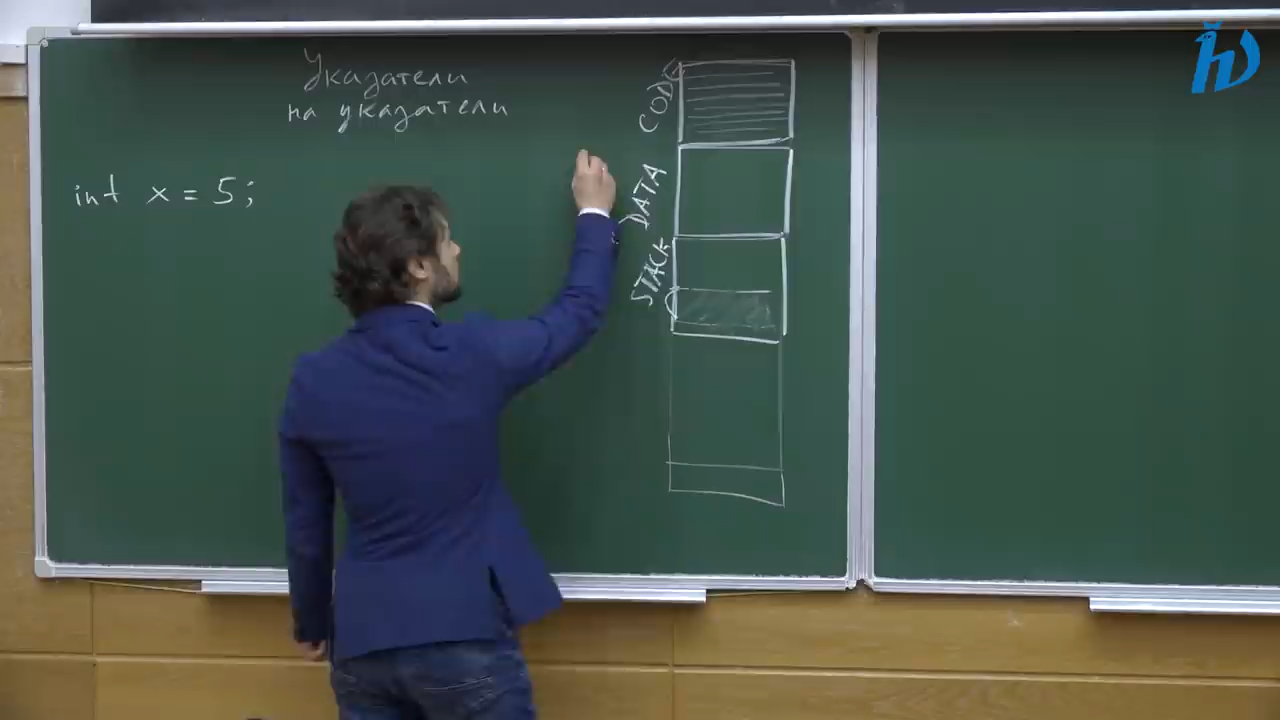 Указатели
на указатели
int x = 5;
CODE
DATA
STACK